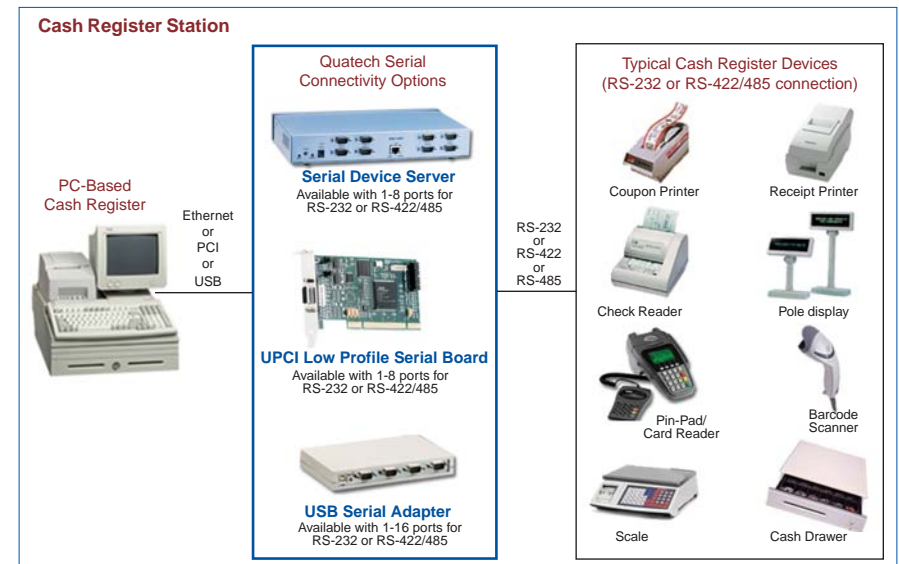 Cash Register Station
PC-Based
Cash Register
Ethernet
or
PCI
or
USB
Quatech Serial
Connectivity Options
Serial Device Server
Available with 1-8 ports for
RS-232 or RS-422/485
UPCI Low Profile Serial Board
Available with 1-8 ports for
RS-232 or RS-422/485
USB Serial Adapter
Available with 1-16 ports for
RS-232 or RS-422/485
RS-232
or
RS-422
or
RS-485
Typical Cash Register Devices
(RS-232 or RS-422/485 connection)
Coupon Printer
Receipt Printer
Check Reader
Pole display
Pin-Pad/
Card Reader
Barcode
Scanner
Scale
Cash Drawer